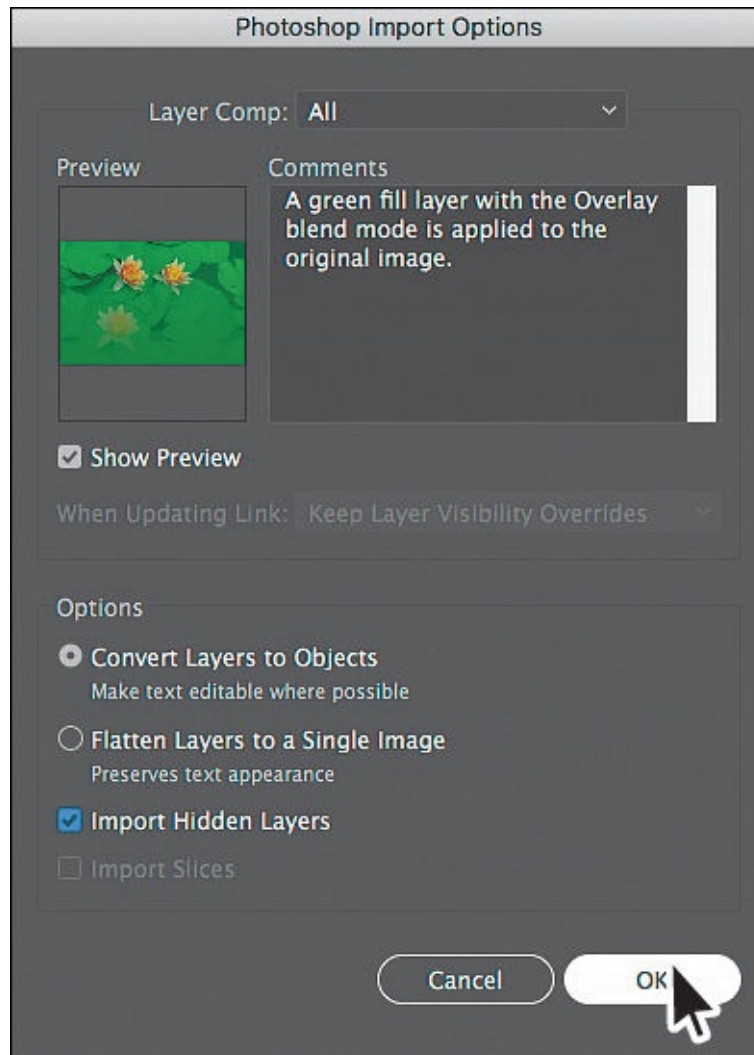 Photoshop Import Options
Layer Comp: All
Preview
Comments
A green fill layer with the Overlay
blend mode is applied to the
original image.
Show Preview
When Updating Link: Keep Layer Visibility Overrides
Options
Convert Layers to Objects
Make text editable where possible
Flatten Layers to a Single Image
Preserves text appearance
Import Hidden Layers
Import Slices
Cancel
OK